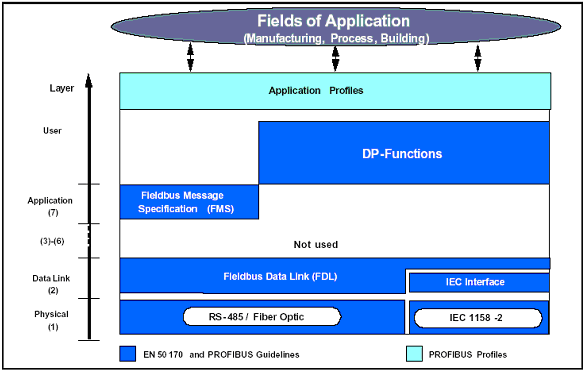 Fields of Application
(Manufacturing, Process, Building)
Layer
Application Profiles
User
DP-Functions
Application
(7)
Fieldbus Message
Specification (FMS)
(3)-(6)
Not used
Data Link
(2)
Fieldbus Data Link (FDL)
IEC Interface
Physical
(1)
RS-485 / Fiber Optic
IEC 1158 -2
EN 50 170 and PROFIBUS Guidelines
PROFIBUS Profiles